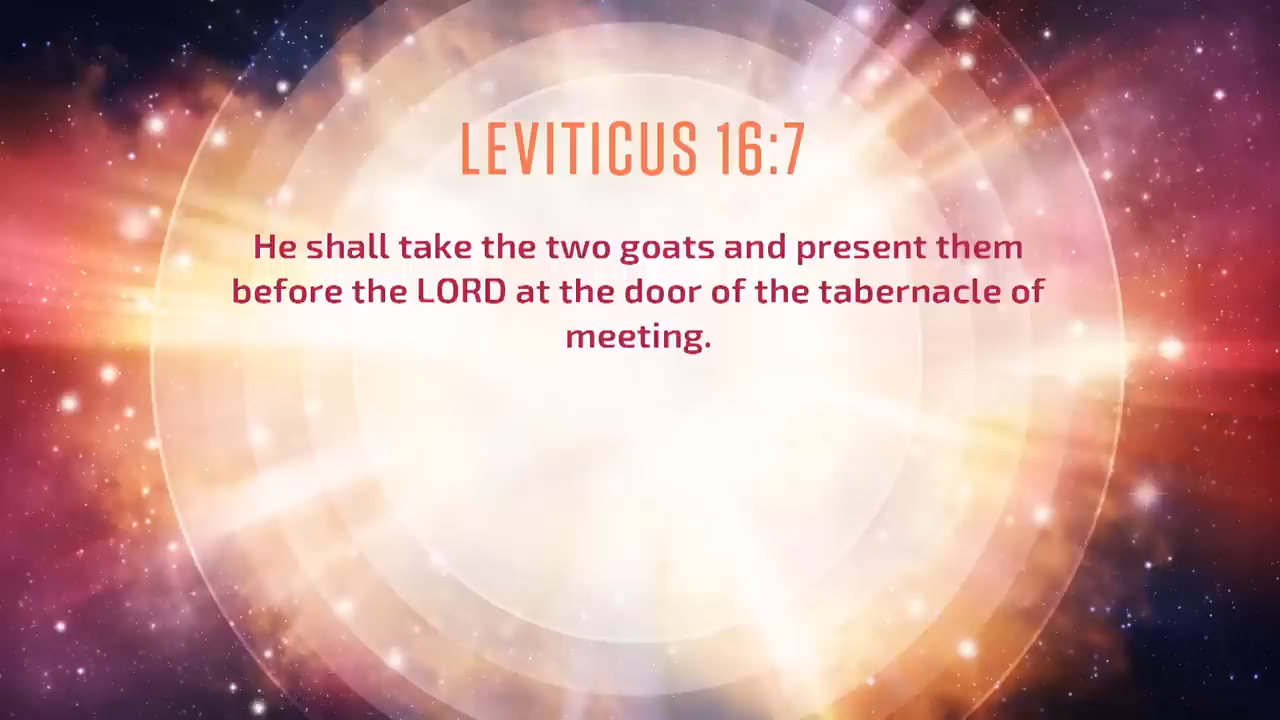 LEVITICUS 16:7
He shall take the two goats and present them
before the LORD at the door of the tabernacle of
meeting.